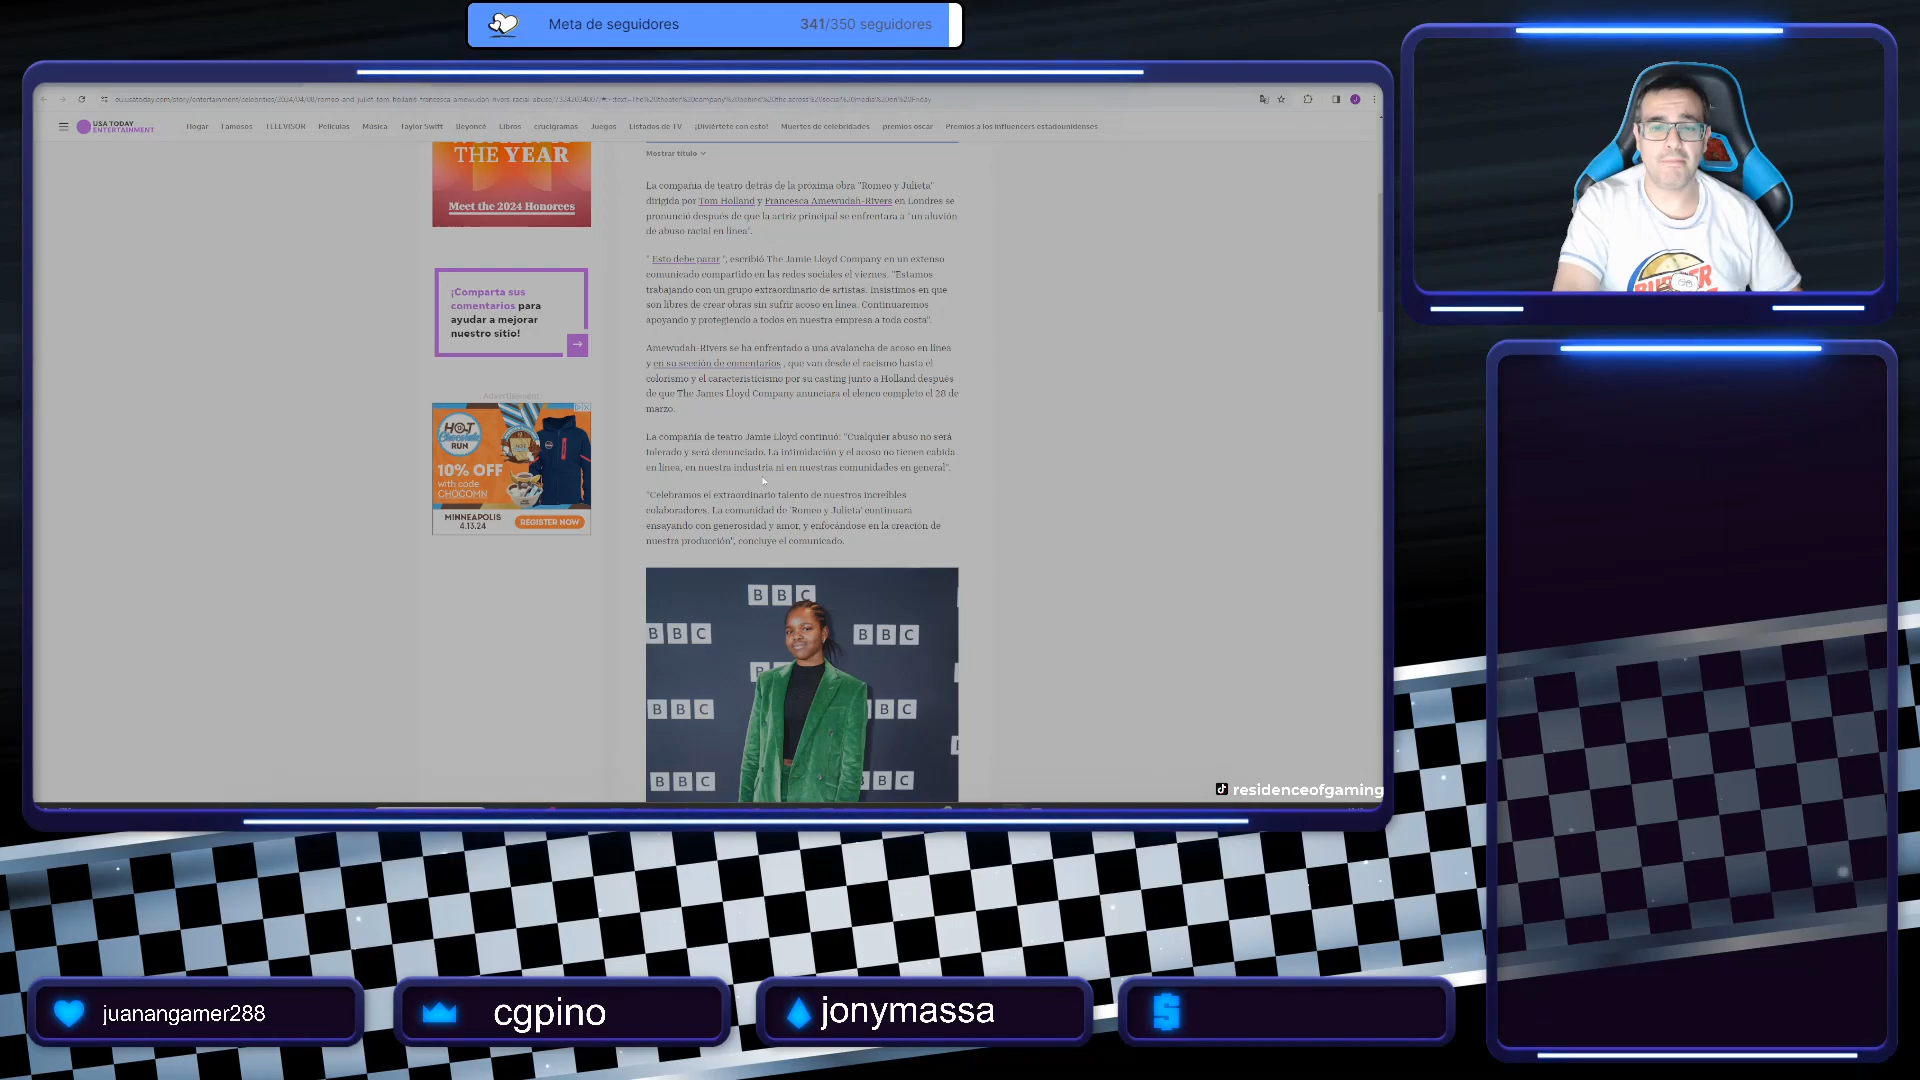 Meta de seguidores
341/350 seguidores
USA TODAY
ENTERTAINMENT
Hogar
Famosos
TELEVISOR
Películas
Música
Taylor Swift
Beyoncé
Libros
crucigramas
Juegos
Listados de TV
¡Diviértete con esto!
Muertes de celebridades
premios oscar
Premios a los influencers estadounidenses
THE YEAR
Meet the 2024 Honorees
¡Comparta sus
comentarios para
ayudar a mejorar
nuestro sitio!
Advertisement
HOT
Chocolate
RUN
10% OFF
with code
CHOCOMN
MINNEAPOLIS
4.13.24
REGISTER NOW
Mostrar título
La compañía de teatro detrás de la próxima obra "Romeo y Julieta"
dirigida por Tom Holland y Francesca Amewudah-Rivers en Londres se
pronunció después de que la actriz principal se enfrentara a "un aluvión
de abuso racial en línea".
" Esto debe parar ", escribió The Jamie Lloyd Company en un extenso
comunicado compartido en las redes sociales el viernes. "Estamos
trabajando con un grupo extraordinario de artistas. Insistimos en que
son libres de crear obras sin sufrir acoso en línea. Continuaremos
apoyando y protegiendo a todos en nuestra empresa a toda costa".
Amewudah-Rivers se ha enfrentado a una avalancha de acoso en línea
y en su sección de comentarios , que van desde el racismo hasta el
colorismo y el caracteristicismo por su casting junto a Holland después
de que The James Lloyd Company anunciara el elenco completo el 28 de
marzo.
La compañía de teatro Jamie Lloyd continuó: "Cualquier abuso no será
tolerado y será denunciado. La intimidación y el acoso no tienen cabida
en línea, en nuestra industria ni en nuestras comunidades en general".
"Celebramos el extraordinario talento de nuestros increíbles
colaboradores. La comunidad de 'Romeo y Julieta' continuará
ensayando con generosidad y amor, y enfocándose en la creación de
nuestra producción", concluye el comunicado.
BBC
BBC
BBC
BBC
BBC
BBC
BBC
residenceofgaming
juanangamer288
cgpino
jonymassa